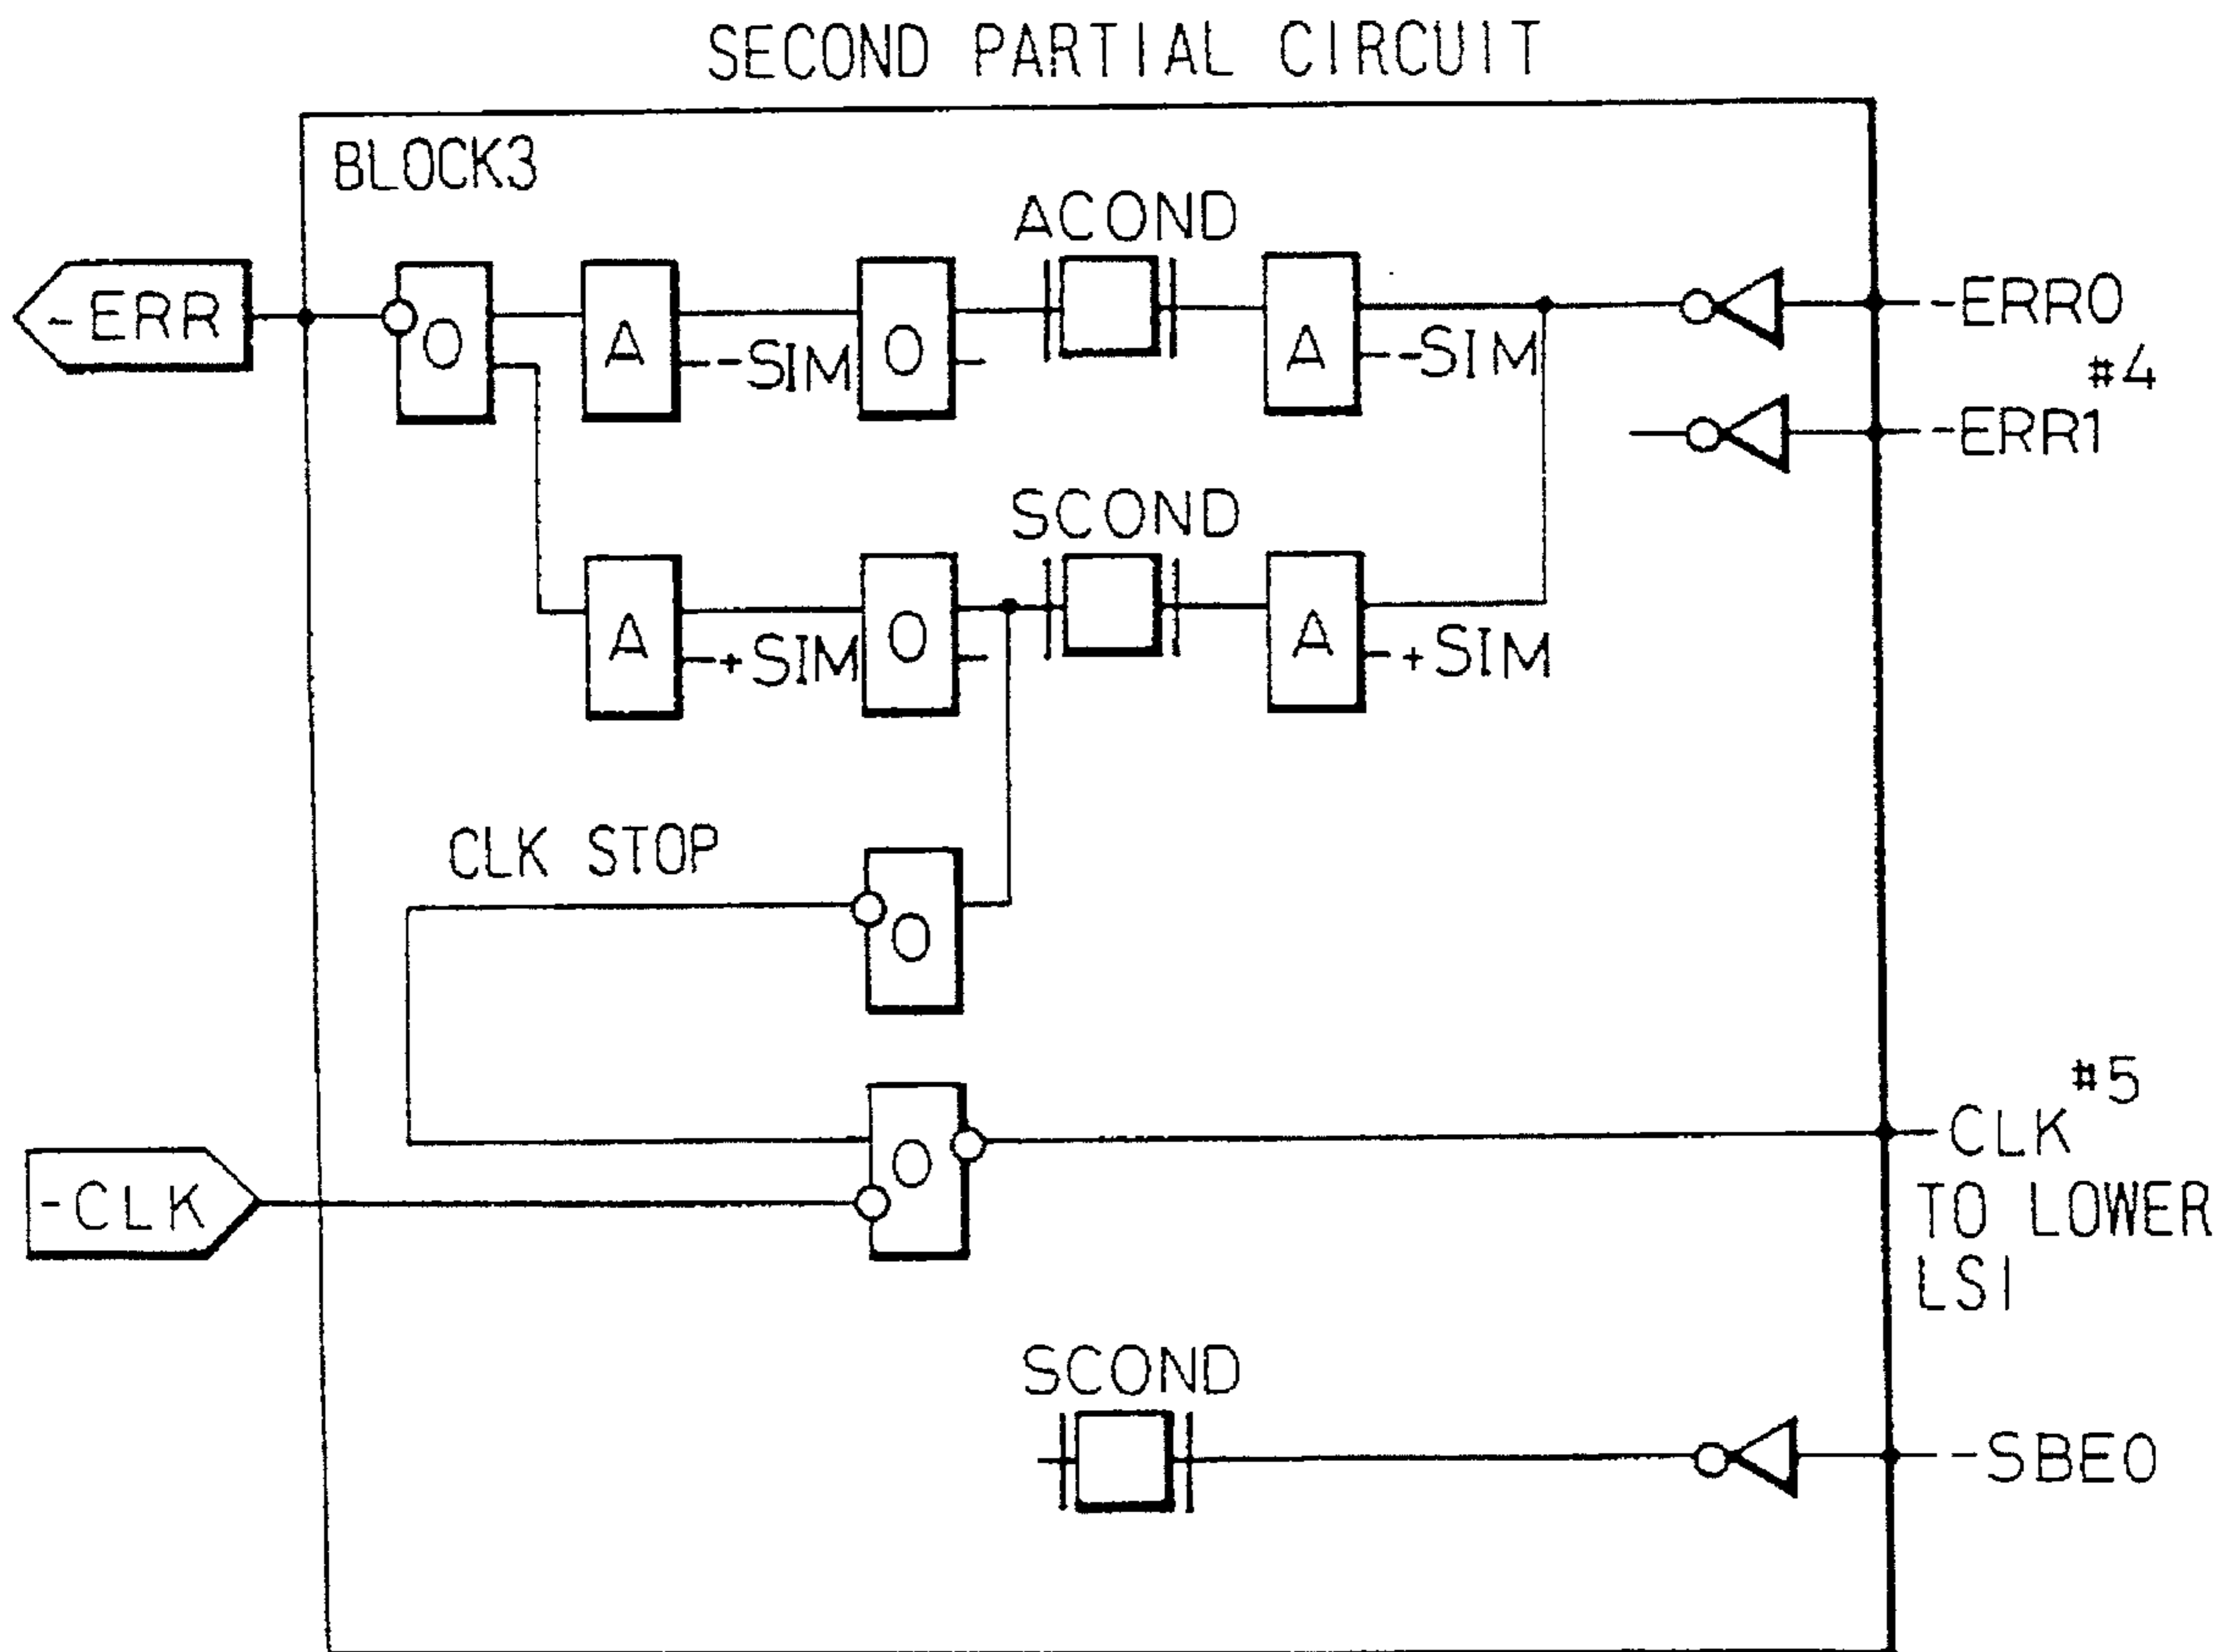 SECOND PARTIAL CIRCUIT
BLOCK3
ACOND
-ERR
O
A
-SIM
O
A
-SIM
-ERR0
#4
-ERR1
SCOND
A
+SIM
O
A
+SIM
CLK STOP
O
#5
O
CLK
-CLK
TO LOWER
LSI
SCOND
-SBE0